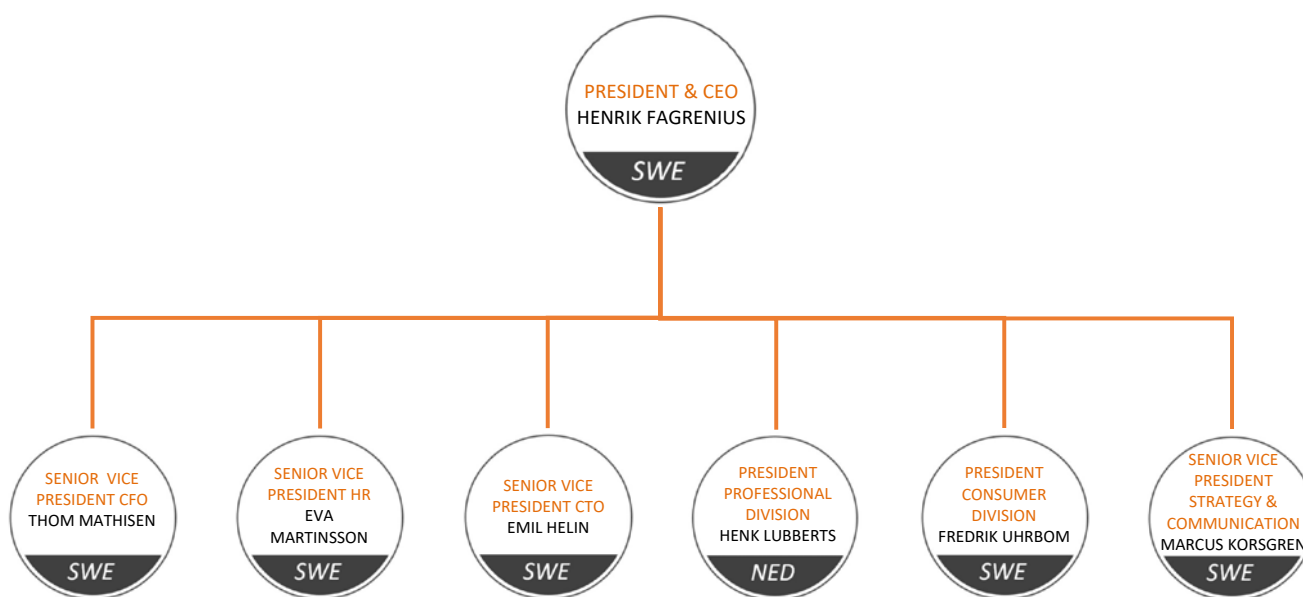 PRESIDENT & CEO
HENRIK FAGRENIUS
SWE
SENIOR VICE
PRESIDENT CFO
THOM MATHISEN
SWE
SENIOR VICE
PRESIDENT HR
EVA
MARTINSSON
SWE
SENIOR VICE
PRESIDENT CTO
EMIL HELIN
SWE
PRESIDENT
PROFESSIONAL
DIVISION
HENK LUBBERTS
NED
PRESIDENT
CONSUMER
DIVISION
FREDRIK UHRBOM
SWE
SENIOR VICE
PRESIDENT
STRATEGY &
COMMUNICATION
MARCUS KORSGREN
SWE